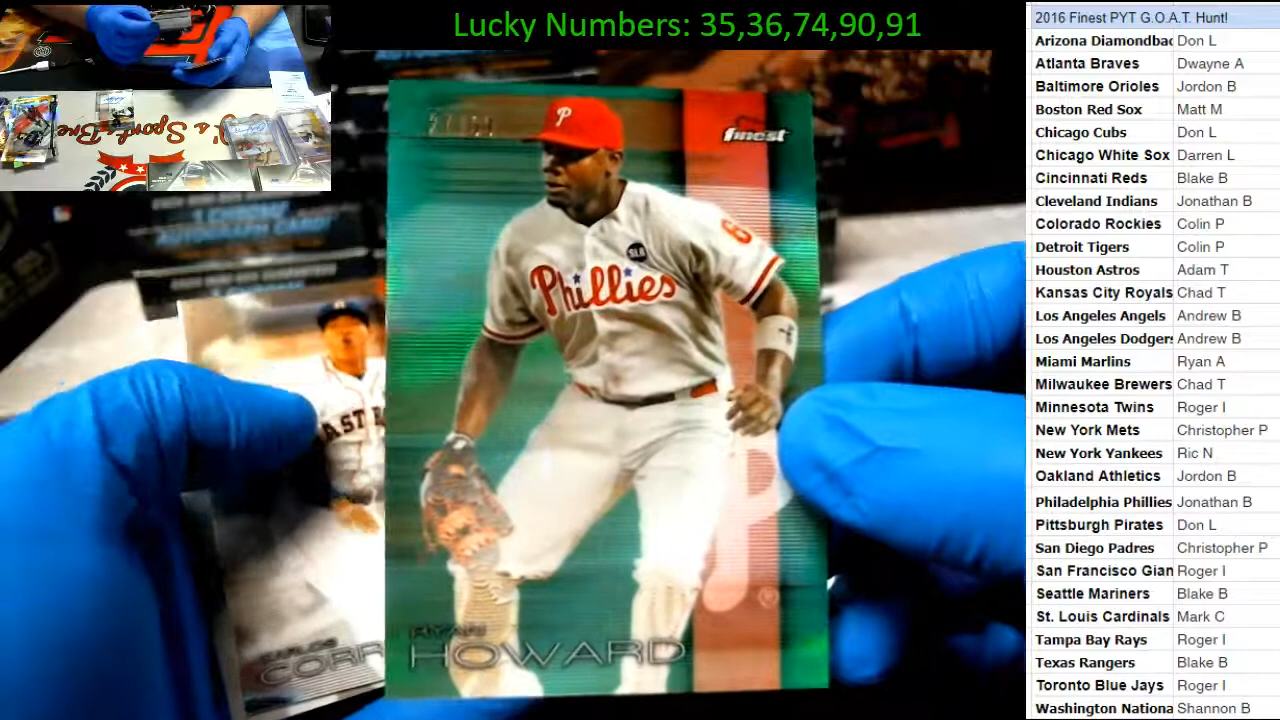 Lucky Numbers: 35,36,74,90,91
2016 Finest PYT G.O.A.T. Hunt!
Arizona Diamondbac Don L
Atlanta Braves Dwayne A
Baltimore Orioles Jordon B
Boston Red Sox Matt M
Chicago Cubs Don L
Chicago White Sox Darren L
Cincinnati Reds Blake B
Cleveland Indians Jonathan B
Colorado Rockies Colin P
Detroit Tigers Colin P
Houston Astros Adam T
Kansas City Royals Chad T
Los Angeles Angels Andrew B
Los Angeles Dodgers Andrew B
Miami Marlins Ryan A
Milwaukee Brewers Chad T
Minnesota Twins Roger I
New York Mets Christopher P
New York Yankees Ric N
Oakland Athletics Jordon B
Philadelphia Phillies Jonathan B
Pittsburgh Pirates Don L
San Diego Padres Christopher P
San Francisco Gian Roger I
Seattle Mariners Blake B
St. Louis Cardinals Mark C
Tampa Bay Rays Roger I
Texas Rangers Blake B
Toronto Blue Jays Roger I
Washington Nationa Shannon B
P
finest
6
Phillies
RYAN
HOWARD
CORR